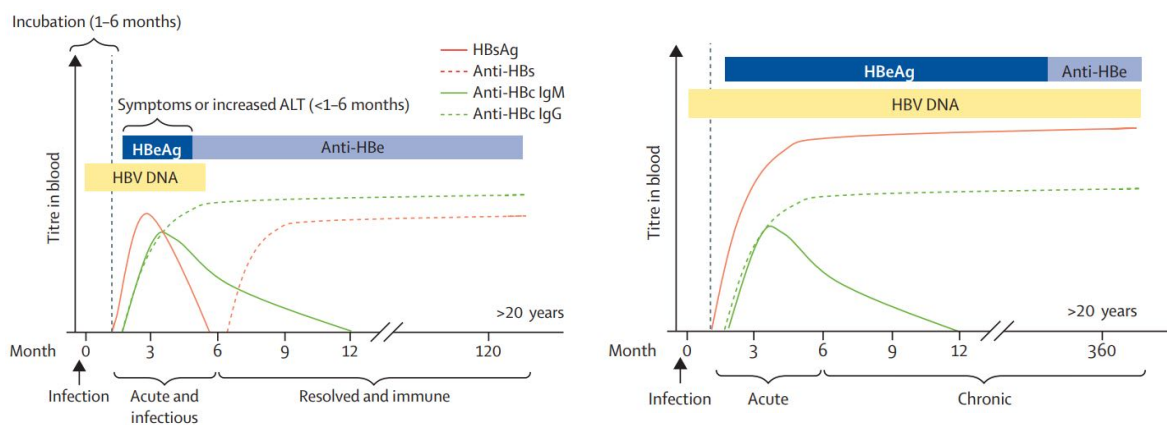 Incubation (1–6 months)
HBsAg
Anti-HBs
Anti-HBc IgM
Anti-HBc IgG
Symptoms or increased ALT (<1–6 months)
HBeAg
Anti-HBe
HBV DNA
Titre in blood
>20 years
Month 0 3 6 9 12 120
Infection
Acute and
infectious
Resolved and immune
HBeAg
Anti-HBe
HBV DNA
Titre in blood
>20 years
Month 0 3 6 9 12 360
Infection
Acute
Chronic